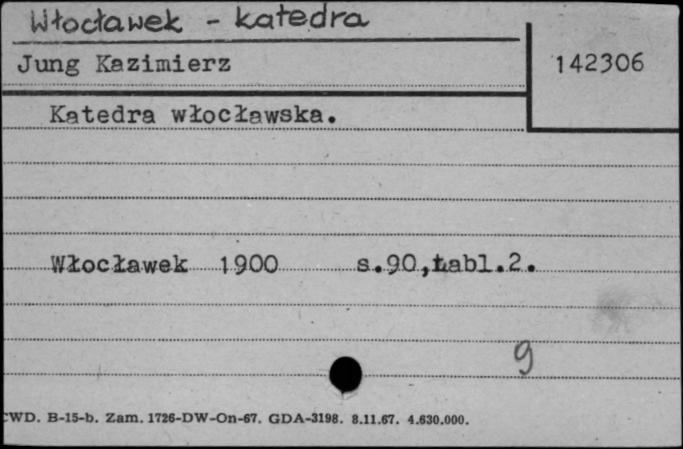 Włocławek - katedra
Jung Kazimierz 142306
Katedra włocławska.
Włocławek 1900 s.90,tabl.2.
9
CWD. B-15-b. Zam. 1726-DW-On-67. GDA-3198. 8.11.67. 4.630.000.